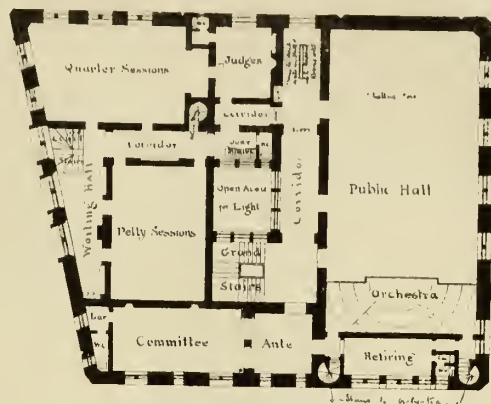 Quarter Sessions
Judges
Corridor
Corridor
Stairs
Waiting Hall
Petty Sessions
Open Area
for Light
Grand
Stairs
Corridor
Public Hall
Orchestra
Committee
Ante
Retiring
Lav
W.C.